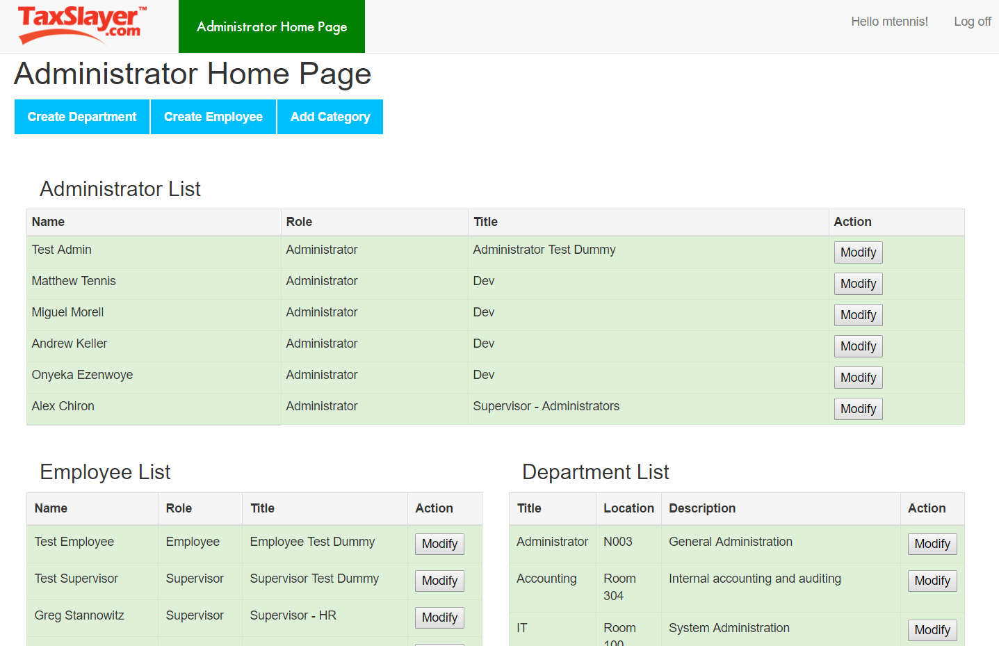 TaxSlayer™
.com
Administrator Home Page
Hello mtennis!
Log off
Administrator Home Page
Create Department
Create Employee
Add Category
Administrator List
Name Role Title Action
Test Admin Administrator Administrator Test Dummy Modify
Matthew Tennis Administrator Dev Modify
Miguel Morell Administrator Dev Modify
Andrew Keller Administrator Dev Modify
Onyeka Ezenwoye Administrator Dev Modify
Alex Chiron Administrator Supervisor - Administrators Modify
Employee List
Name Role Title Action
Test Employee Employee Employee Test Dummy Modify
Test Supervisor Supervisor Supervisor Test Dummy Modify
Greg Stannowitz Supervisor Supervisor - HR Modify
Department List
Title Location Description Action
Administrator N003 General Administration Modify
Accounting Room Internal accounting and auditing Modify
304
IT Room System Administration Modify
100